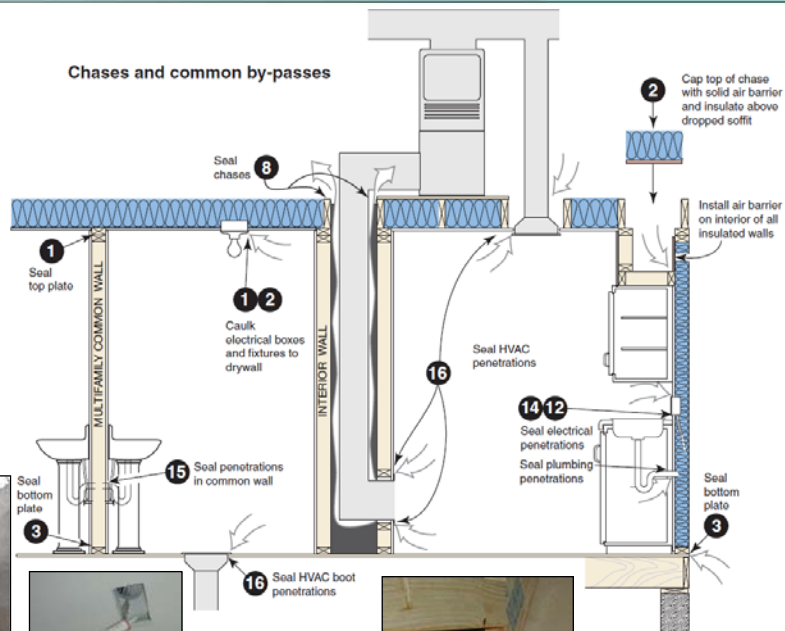 Chases and common by-passes
2
Cap top of chase
with solid air barrier
and insulate above
dropped soffit
Seal
chases
8
Install air barrier
on interior of all
insulated walls
1
Seal
top plate
MULTIFAMILY COMMON WALL
1 2
Caulk
electrical boxes
and fixtures to
drywall
INTERIOR WALL
Seal HVAC
penetrations
16
14 12
Seal electrical
penetrations
Seal plumbing
penetrations
15
Seal penetrations
in common wall
Seal
bottom
plate
3
Seal
bottom
plate
3
16
Seal HVAC boot
penetrations